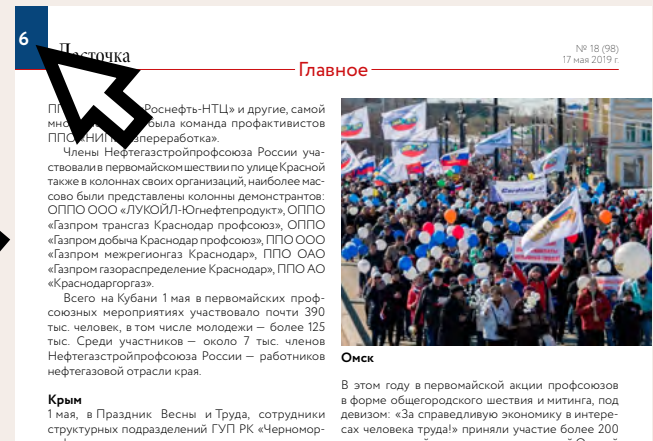 6
Ласточка
№ 18 (98)
17 мая 2019 г.
Главное
Роснефть-НТЦ» и другие, самой
была команда профактивистов
переработка».
Члены Нефтегазстройпрофсоюза России уча-
ствовали в первомайском шествии по улице Красной
также в колоннах своих организаций, наиболее мас-
сово были представлены колонны демонстрантов:
ОППО ООО «ЛУКОЙЛ-Югнефтепродукт», ОППО
«Газпром трансгаз Краснодар профсоюз», ОППО
«Газпром добыча Краснодар профсоюз», ППО ООО
«Газпром межрегионгаз Краснодар», ППО ОАО
«Газпром газораспределение Краснодар», ППО АО
«Краснодаргоргаз».
Всего на Кубани 1 мая в первомайских проф-
союзных мероприятиях участвовало почти 390
тыс. человек, в том числе молодежи — более 125
тыс. Среди участников — около 7 тыс. членов
Нефтегазстройпрофсоюза России — работников
нефтегазовой отрасли края.
Крым
1 мая, в Праздник Весны и Труда, сотрудники
структурных подразделений ГУП РК «Черномор-
Омск
В этом году в первомайской акции профсоюзов
в форме общегородского шествия и митинга, под
девизом: «За справедливую экономику в интере-
сах человека труда!» приняли участие более 200